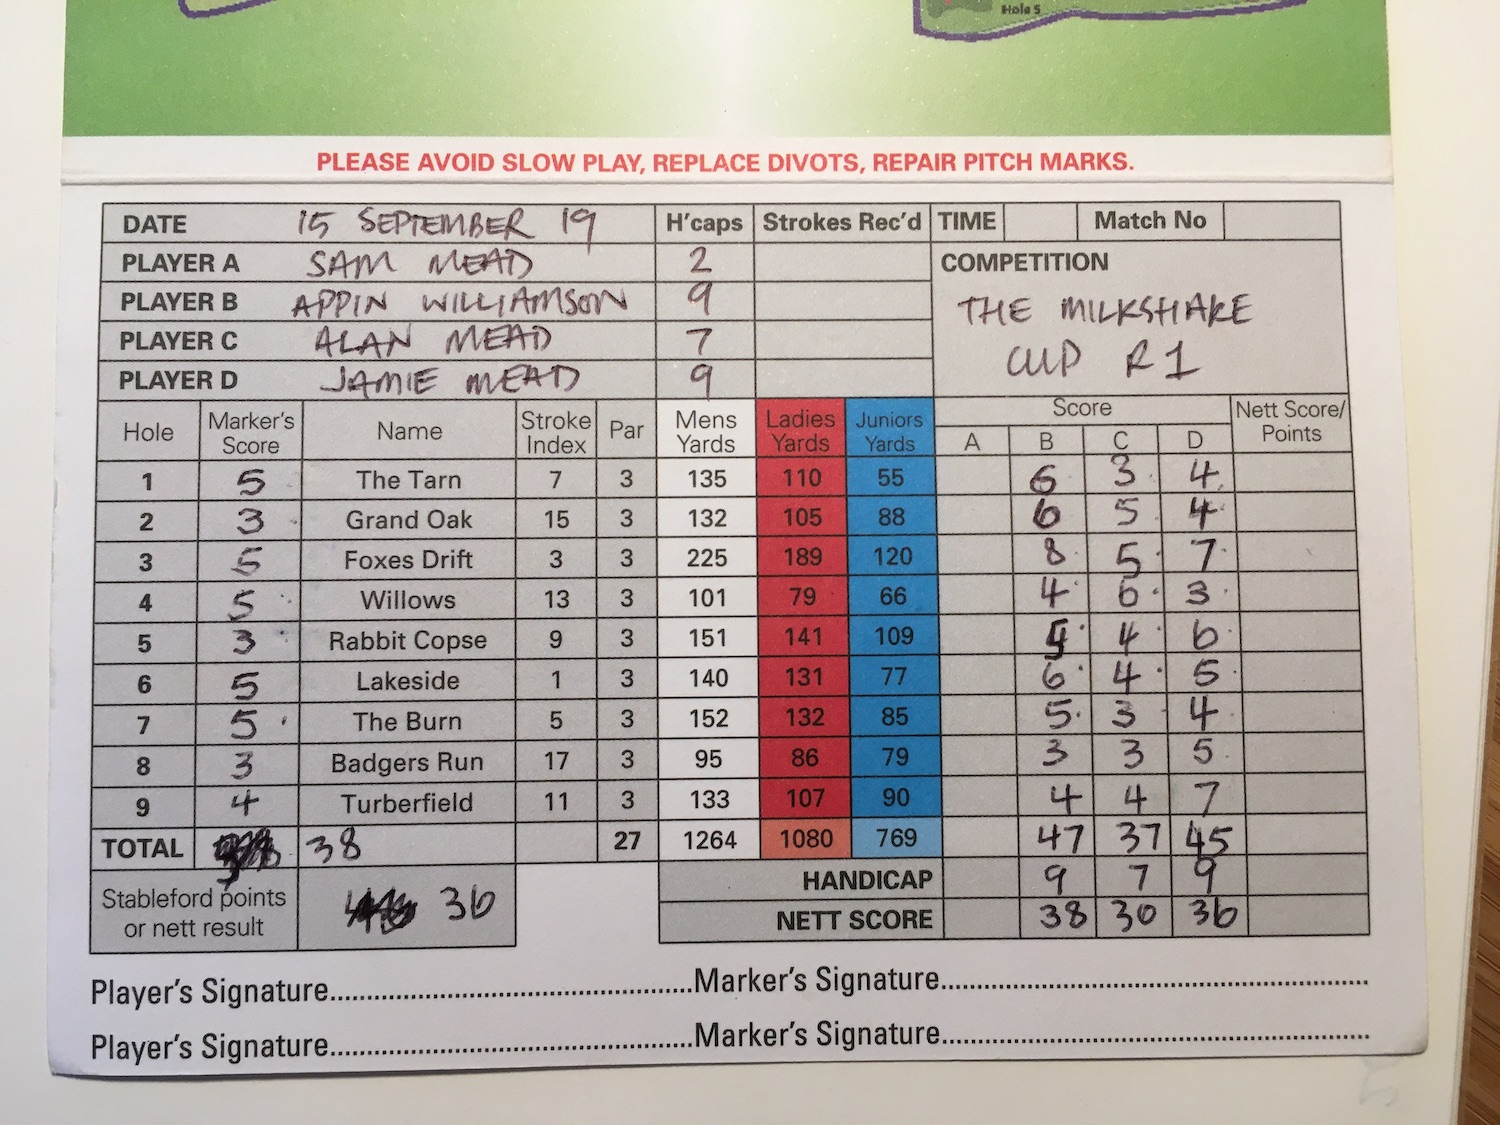 Hole 5
PLEASE AVOID SLOW PLAY, REPLACE DIVOTS, REPAIR PITCH MARKS.
DATE 15 SEPTEMBER 19 H'caps Strokes Rec'd TIME Match No
PLAYER A SAM MEAD 2 COMPETITION
PLAYER B APPIN WILLIAMSON 9 THE MILKSHAKE
PLAYER C ALAN MEAD 7 CUP R1
PLAYER D JAMIE MEAD 9
Hole Marker's Score Name Stroke Index Par Mens Yards Ladies Yards Juniors Yards Score Nett Score/ Points
A B C D
1 5 The Tarn 7 3 135 110 55 6 3 4
2 3 Grand Oak 15 3 132 105 88 6 5 4
3 5 Foxes Drift 3 3 225 189 120 8 5 7
4 5 Willows 13 3 101 79 66 4 6 3
5 3 Rabbit Copse 9 3 151 141 109 5 4 6
6 5 Lakeside 1 3 140 131 77 6 4 5
7 5 The Burn 5 3 152 132 85 5 3 4
8 3 Badgers Run 17 3 95 86 79 3 3 5
9 4 Turberfield 11 3 133 107 90 4 4 7
TOTAL 38 27 1264 1080 769 47 37 45
Stableford points or nett result 36 HANDICAP 9 7 9
NETT SCORE 38 30 36
Player's Signature Marker's Signature
Player's Signature Marker's Signature